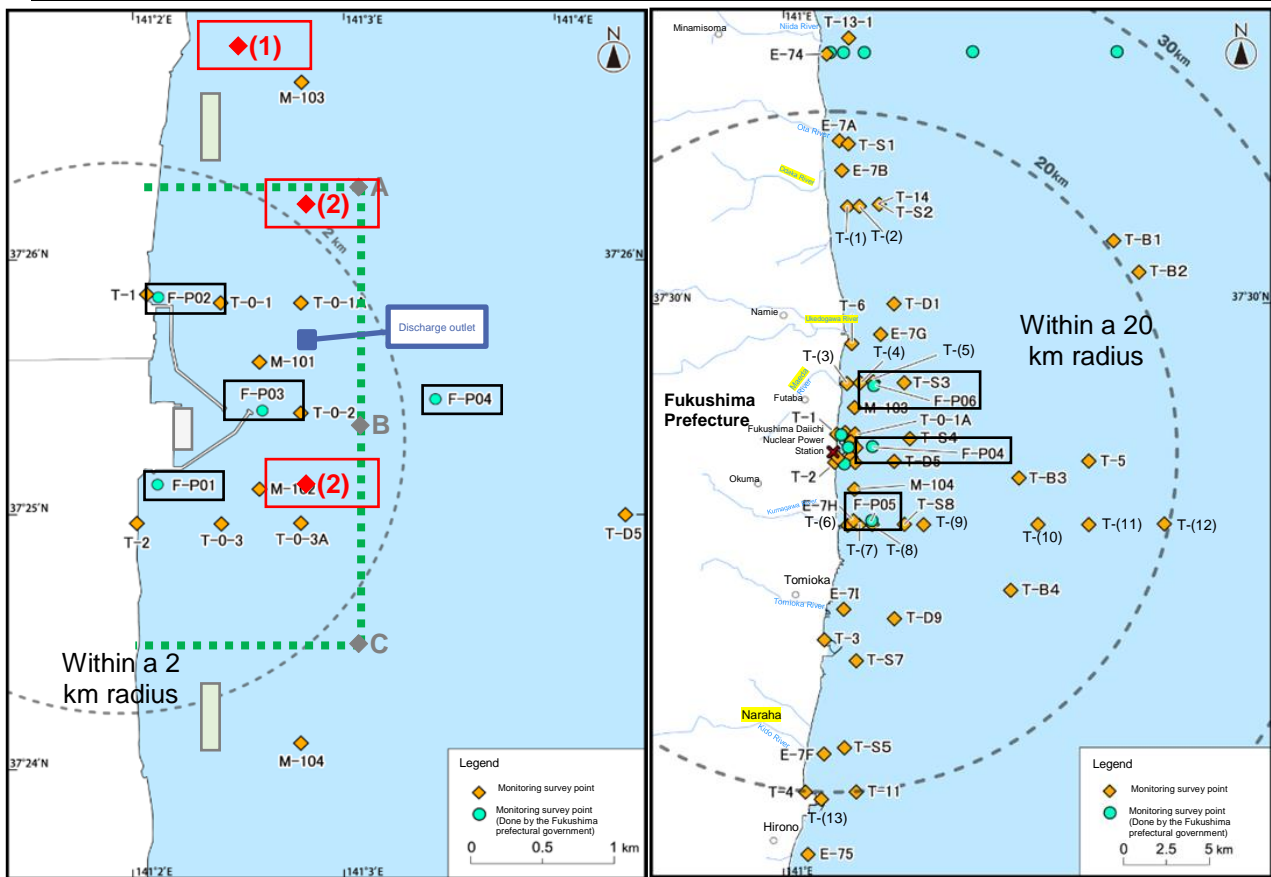 141°2'E
141°3'E
141°4'E
(1)
N
M-103
A
(2)
2 km
37°26'N
37°26'N
T-1
F-P02
T-0-1
T-0-1A
Discharge outlet
M-101
F-P03
T-0-2
F-P04
B
F-P01
M-102
(2)
37°25'N
T-2
T-0-3
T-0-3A
T-D5
C
Within a 2
km radius
M-104
37°24'N
Legend
Monitoring survey point
Monitoring survey point
(Done by the Fukushima
prefectural government)
0 0.5 1 km
141°2'E
141°3'E
141°E
T-13-1
Minamisoma
Niida River
30km
N
E-74
E-7A
Ota River
T-S1
20km
E-7B
Odaka River
T-14
T-S2
T-(1)
T-(2)
T-B1
T-B2
37°30'N
37°30'N
T-6
T-D1
Namie
Ukedogawa River
E-7G
Within a 20
km radius
T-(3)
T-(4)
T-(5)
Maeda
River
T-S3
Futaba
F-P06
M-103
Fukushima
Prefecture
T-1
T-0-1A
Fukushima Daiichi
Nuclear Power
Station
T-S4
F-P04
T-2
T-D5
T-5
T-B3
Okuma
M-104
F-P05
Kumagawa River
E-7H
T-S8
T-(6)
T-(9)
T-(10)
T-(11)
T-(12)
T-(7)
T-(8)
Tomioka
E-7I
T-B4
Tomioka River
T-D9
T-3
T-S7
Naraha
Kido River
T-S5
E-7F
T=4
T=11
T-(13)
Hirono
E-75
Legend
Monitoring survey point
Monitoring survey point
(Done by the Fukushima
prefectural government)
0 2.5 5 km
141°E